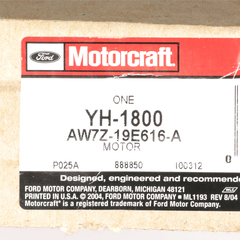 Ford
Motorcraft®
ONE
YH-1800
AW7Z-19E616-A
MOTOR
P025A 888850 100312
Designed, engineered and recommended
FORD MOTOR COMPANY, DEARBORN, MICHIGAN 48121
PRINTED IN U.S.A. © 2004, FORD MOTOR COMPANY ML1193 REV 8/04
Motorcraft® is a registered trademark of Ford Motor Company.